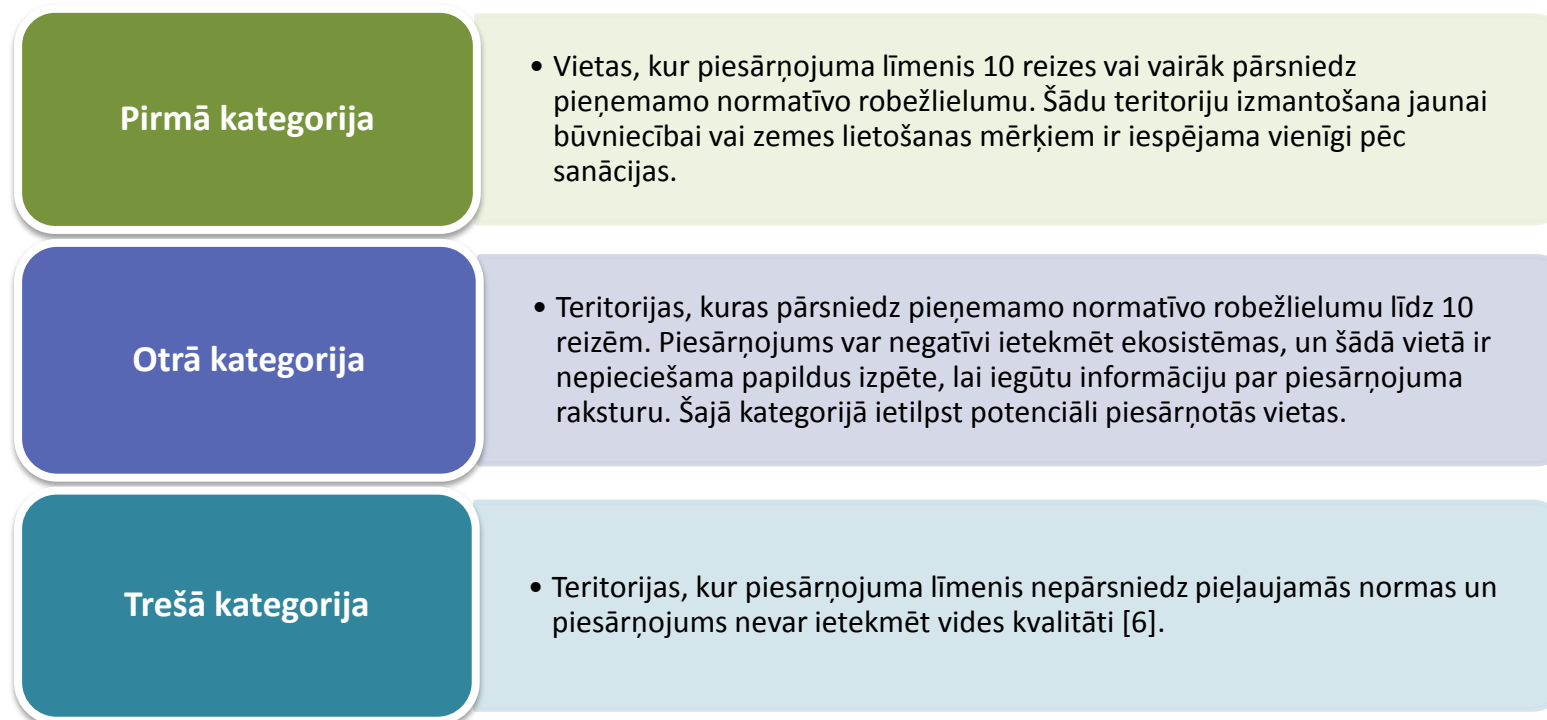 Pirmā kategorija
• Vietas, kur piesārņojuma līmenis 10 reizes vai vairāk pārsniedz
pieņemamo normatīvo robežlielumu. Šādu teritoriju izmantošana jaunai
būvniecībai vai zemes lietošanas mērķiem ir iespējama vienīgi pēc
sanācijas.
Otrā kategorija
• Teritorijas, kuras pārsniedz pieņemamo normatīvo robežlielumu līdz 10
reizēm. Piesārņojums var negatīvi ietekmēt ekosistēmas, un šādā vietā ir
nepieciešama papildus izpēte, lai iegūtu informāciju par piesārņojuma
raksturu. Šajā kategorijā ietilpst potenciāli piesārņotās vietas.
Trešā kategorija
• Teritorijas, kur piesārņojuma līmenis nepārsniedz pieļaujamās normas un
piesārņojums nevar ietekmēt vides kvalitāti [6].